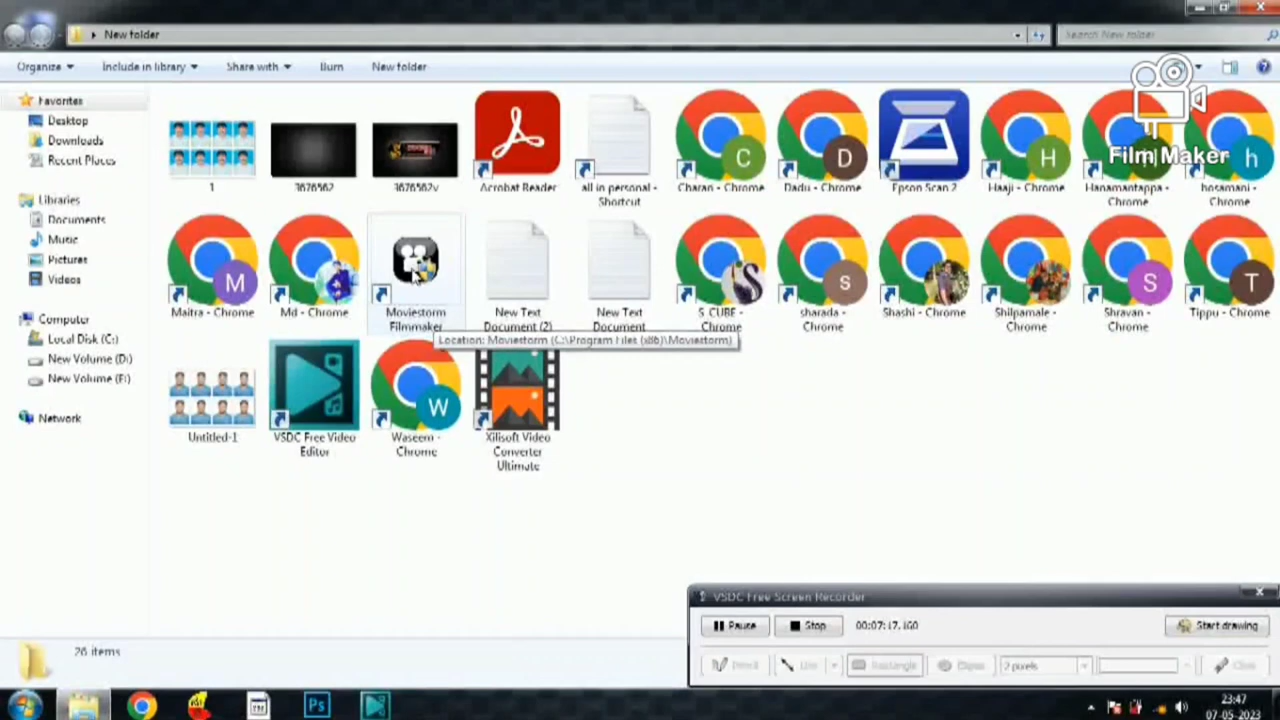 New folder
Search New folder
Organize
Include in library
Share with
Burn
New folder
Film Maker
Favorites
Desktop
Downloads
Recent Places
Libraries
Documents
Music
Pictures
Videos
Computer
Local Disk (C:)
New Volume (D:)
New Volume (E:)
Network
1
3676562
3676562v
Acrobat Reader
all in personal -
Shortcut
Charan - Chrome
Dadu - Chrome
Epson Scan 2
Haaji - Chrome
Hanamantappa -
Chrome
hosamani -
Chrome
C
D
H
h
Maitra - Chrome
Md - Chrome
Moviestorm
Filmmaker
New Text
Document (2)
New Text
Document
S CUBE -
Chrome
sharada -
Chrome
Shashi - Chrome
Shilpamale -
Chrome
Shravan -
Chrome
Tippu - Chrome
M
s
S
T
Location: Moviestorm (C:\Program Files (x86)\Moviestorm)
Untitled-1
VSDC Free Video
Editor
Waseem -
Chrome
W
Xilisoft Video
Converter
Ultimate
VSDC Free Screen Recorder
Pause
Stop
00:07:17.160
Start drawing
Pencil
Line
Rectangle
Ellipse
2 pixels
26 items
Ps
23:47
07-05-2023